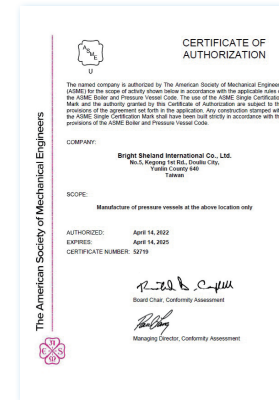 CERTIFICATE OF
AUTHORIZATION
ASME
U
The named company is authorized by The American Society of Mechanical Engineer
(ASME) for the scope of activity shown below in accordance with the applicable rules
the ASME Boiler and Pressure Vessel Code. The use of the ASME Single Certificatio
Mark and the authority granted by this Certificate of Authorization are subject to th
provisions of the agreement set forth in the application. Any construction stamped wit
the ASME Single Certification Mark shall have been built strictly in accordance with th
provisions of the ASME Boiler and Pressure Vessel Code.
COMPANY:
Bright Sheland International Co., Ltd.
No.5, Kegong 1st Rd., Douliu City,
Yunlin County 640
Taiwan
SCOPE:
Manufacture of pressure vessels at the above location only
AUTHORIZED: April 14, 2022
EXPIRES: April 14, 2025
CERTIFICATE NUMBER: 52719
Board Chair, Conformity Assessment
Managing Director, Conformity Assessment
The American Society of Mechanical Engineers